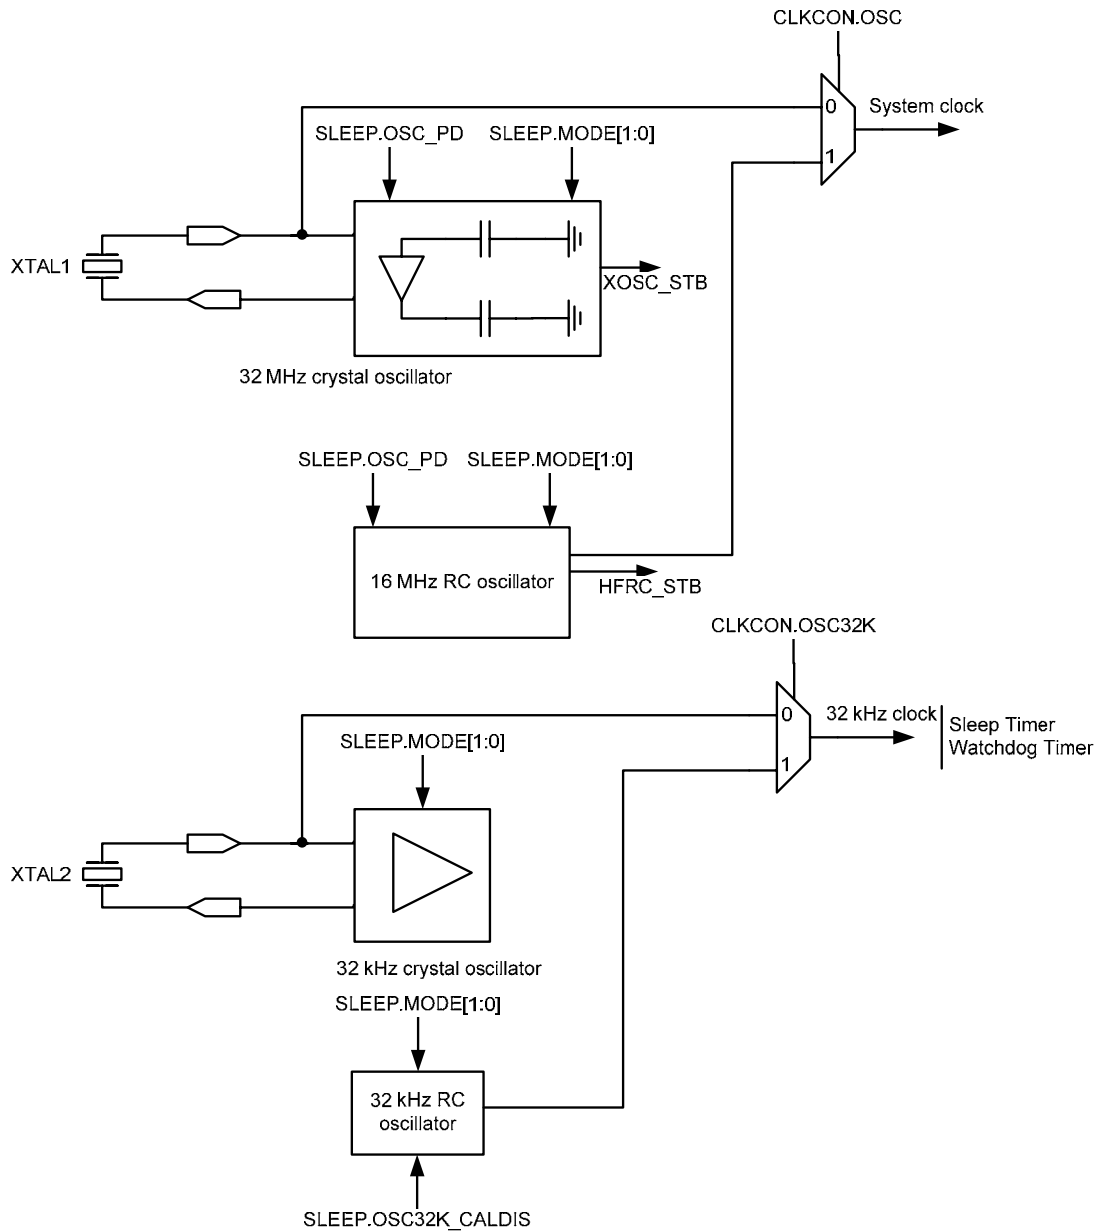 CLKCON.OSC
0
System clock
SLEEP.OSC_PD
SLEEP.MODE[1:0]
1
XTAL1
XOSC_STB
32 MHz crystal oscillator
SLEEP.OSC_PD
SLEEP.MODE[1:0]
16 MHz RC oscillator
HFRC_STB
CLKCON.OSC32K
0
32 kHz clock
Sleep Timer
Watchdog Timer
SLEEP.MODE[1:0]
1
XTAL2
32 kHz crystal oscillator
SLEEP.MODE[1:0]
32 kHz RC
oscillator
SLEEP.OSC32K_CALDIS